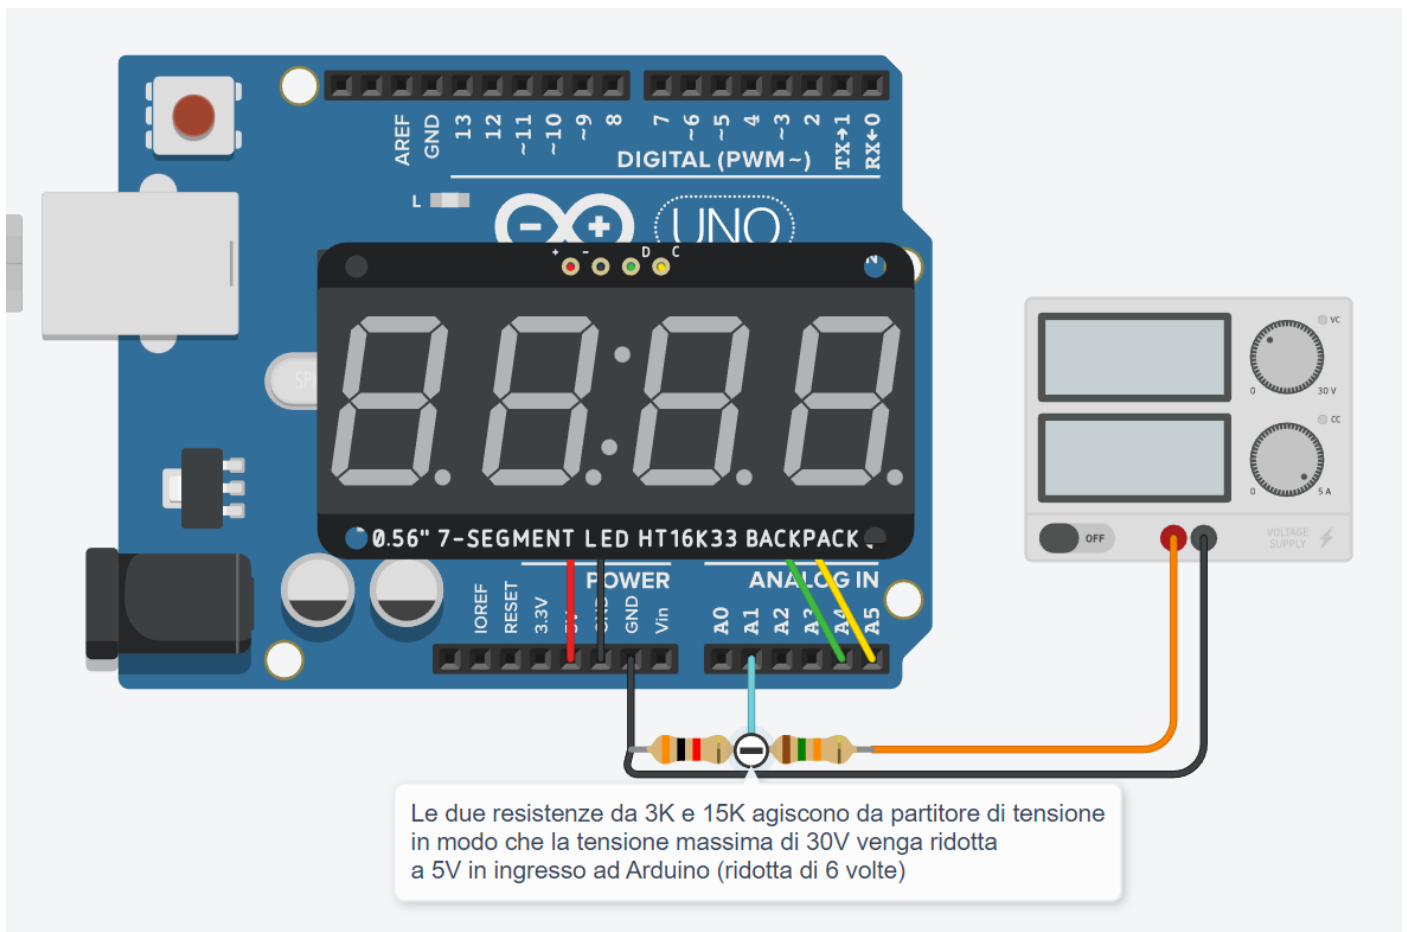 AREF
GND
13
12
~11
~10
~9
8
7
~6
~5
4
~3
2
TX→1
RX←0
DIGITAL (PWM~)
L
UNO
+ - D C
0.56" 7-SEGMENT LED HT16K33 BACKPACK
POWER
ANALOG IN
IOREF
RESET
3.3V
5V
GND
GND
Vin
A0
A1
A2
A3
A4
A5
VC
0 30 V
CC
0 5 A
OFF
VOLTAGE
SUPPLY
Le due resistenze da 3K e 15K agiscono da partitore di tensione
in modo che la tensione massima di 30V venga ridotta
a 5V in ingresso ad Arduino (ridotta di 6 volte)